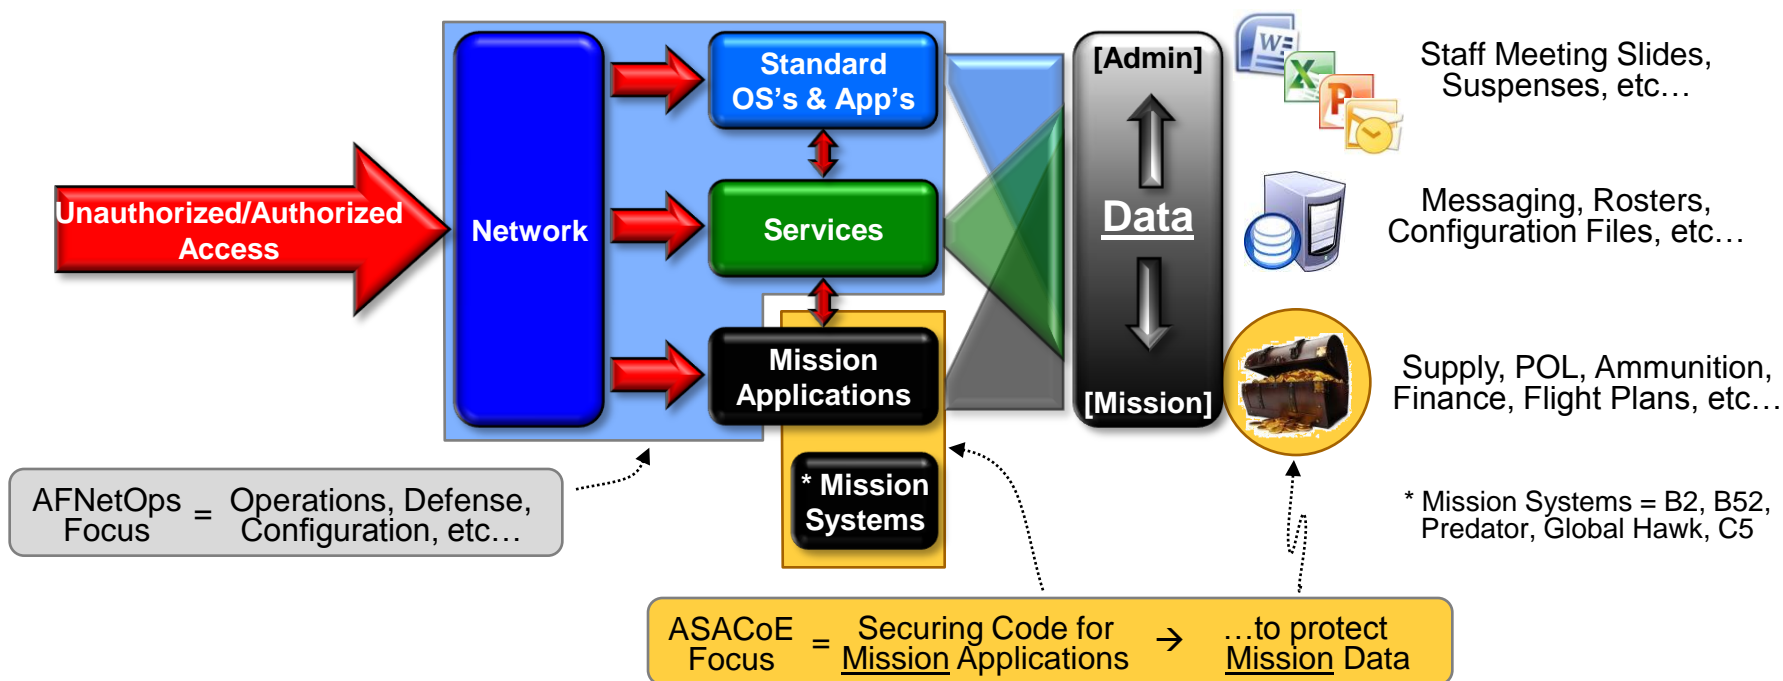 Unauthorized/Authorized
Access
Network
Standard
OS's & App's
Services
Mission
Applications
* Mission
Systems
[Admin]
Data
[Mission]
W
X
P
Staff Meeting Slides,
Suspenses, etc…
Messaging, Rosters,
Configuration Files, etc…
Supply, POL, Ammunition,
Finance, Flight Plans, etc…
* Mission Systems = B2, B52,
Predator, Global Hawk, C5
AFNetOps
Focus
=
Operations, Defense,
Configuration, etc…
ASACoE
Focus
=
Securing Code for
Mission Applications
→
…to protect
Mission Data